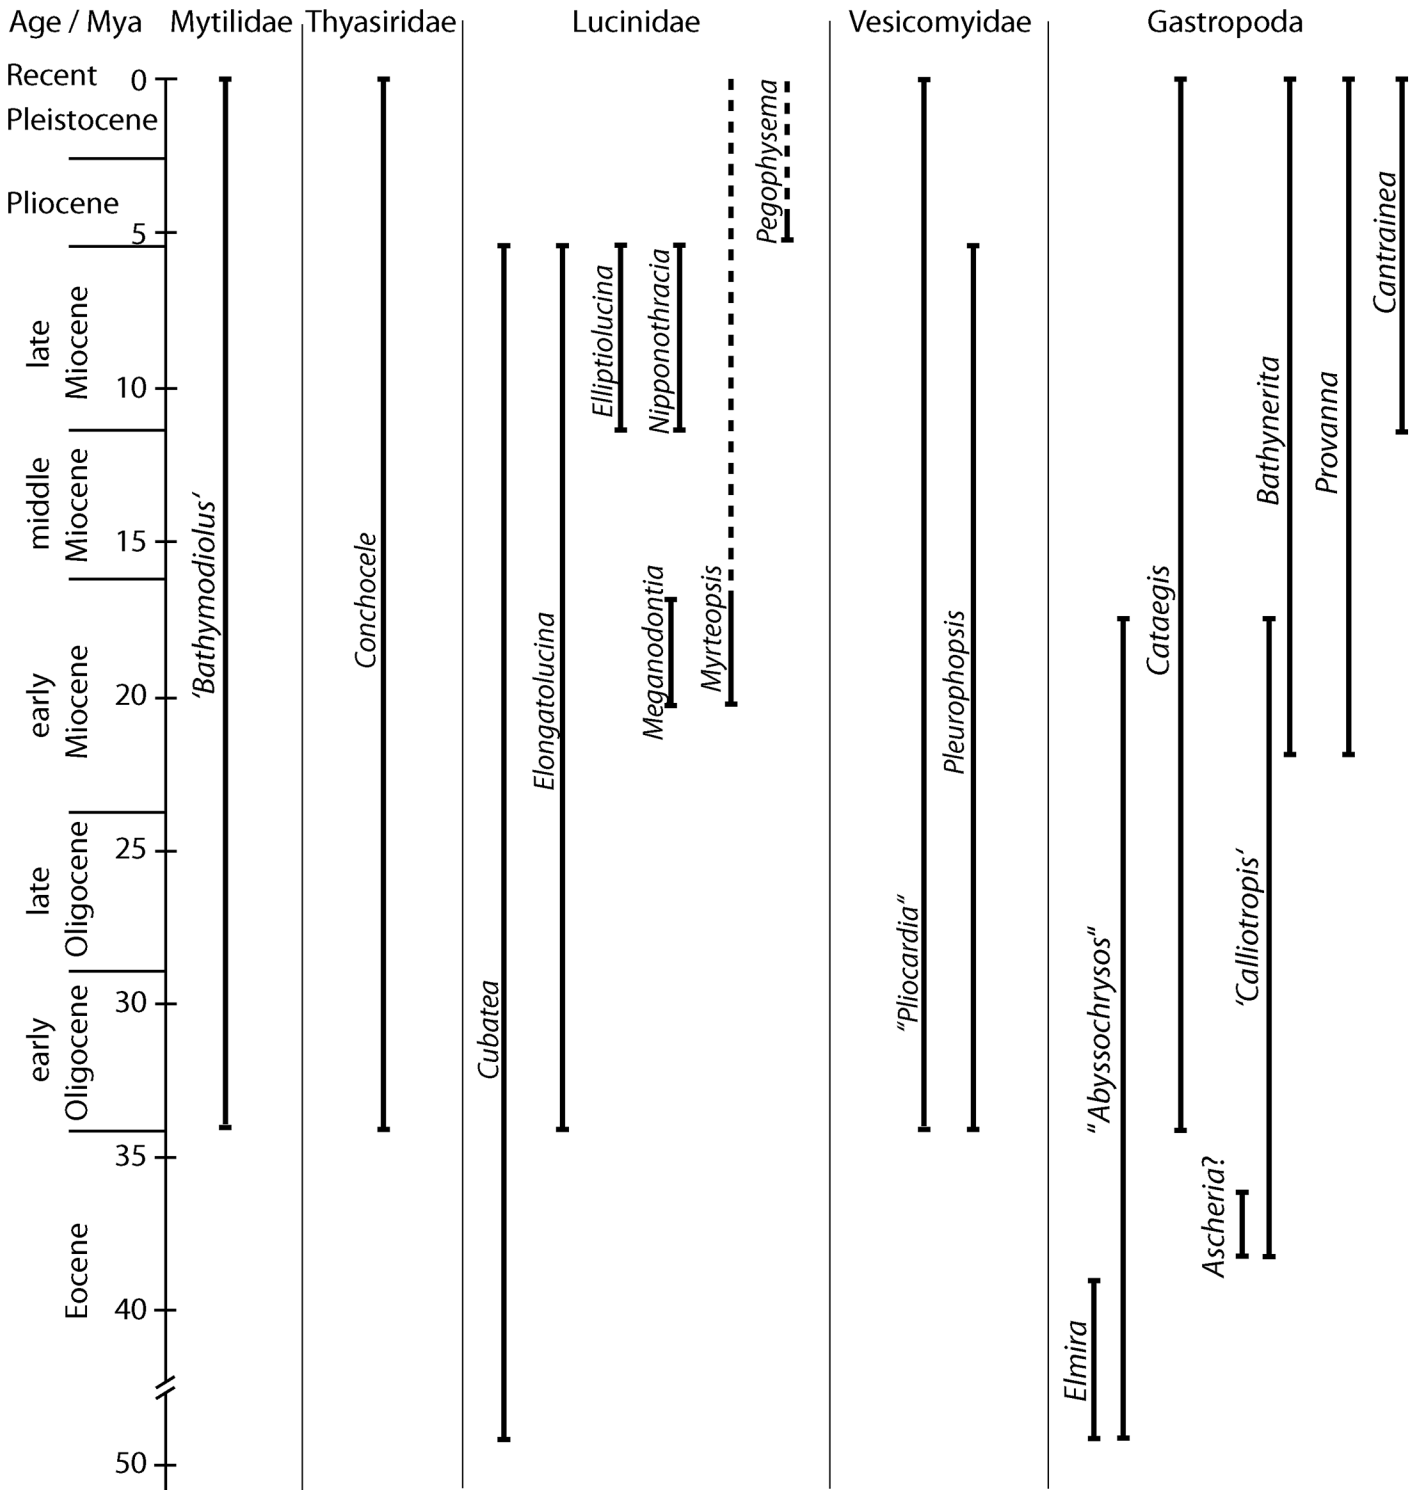 Age / Mya Mytilidae Thyasiridae Lucinidae Vesicomyidae Gastropoda
Recent 0
Pleistocene
Pliocene
5
late
Miocene
10
middle
Miocene
15
early
Miocene
20
late
Oligocene
25
early
Oligocene
30
35
Eocene
40
50
‘Bathymodiolus‘
Conchocele
Cubatea
Elongatolucina
Elliptiolucina
Nipponothracia
Meganodontia
Myrteopsis
Pegophysema
“Pliocardia“
Pleurophopsis
Elmira
“Abyssochrysos“
Cataegis
Ascheria?
‘Calliotropis‘
Bathynerita
Provanna
Cantrainea